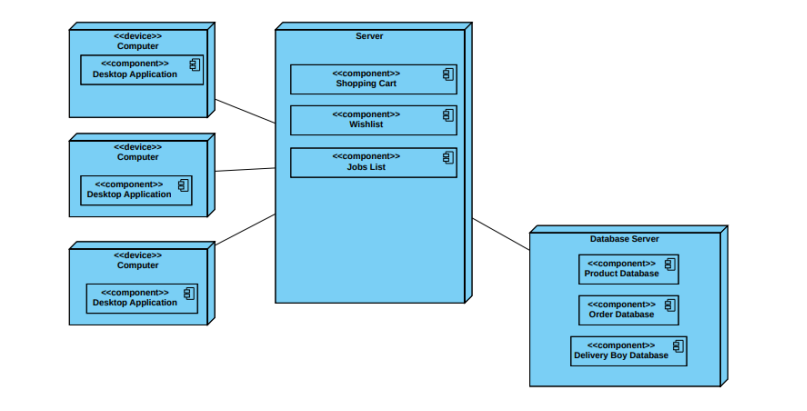 <<device>>
Computer
<<component>>
Desktop Application
<<device>>
Computer
<<component>>
Desktop Application
<<device>>
Computer
<<component>>
Desktop Application
Server
<<component>>
Shopping Cart
<<component>>
Wishlist
<<component>>
Jobs List
Database Server
<<component>>
Product Database
<<component>>
Order Database
<<component>>
Delivery Boy Database